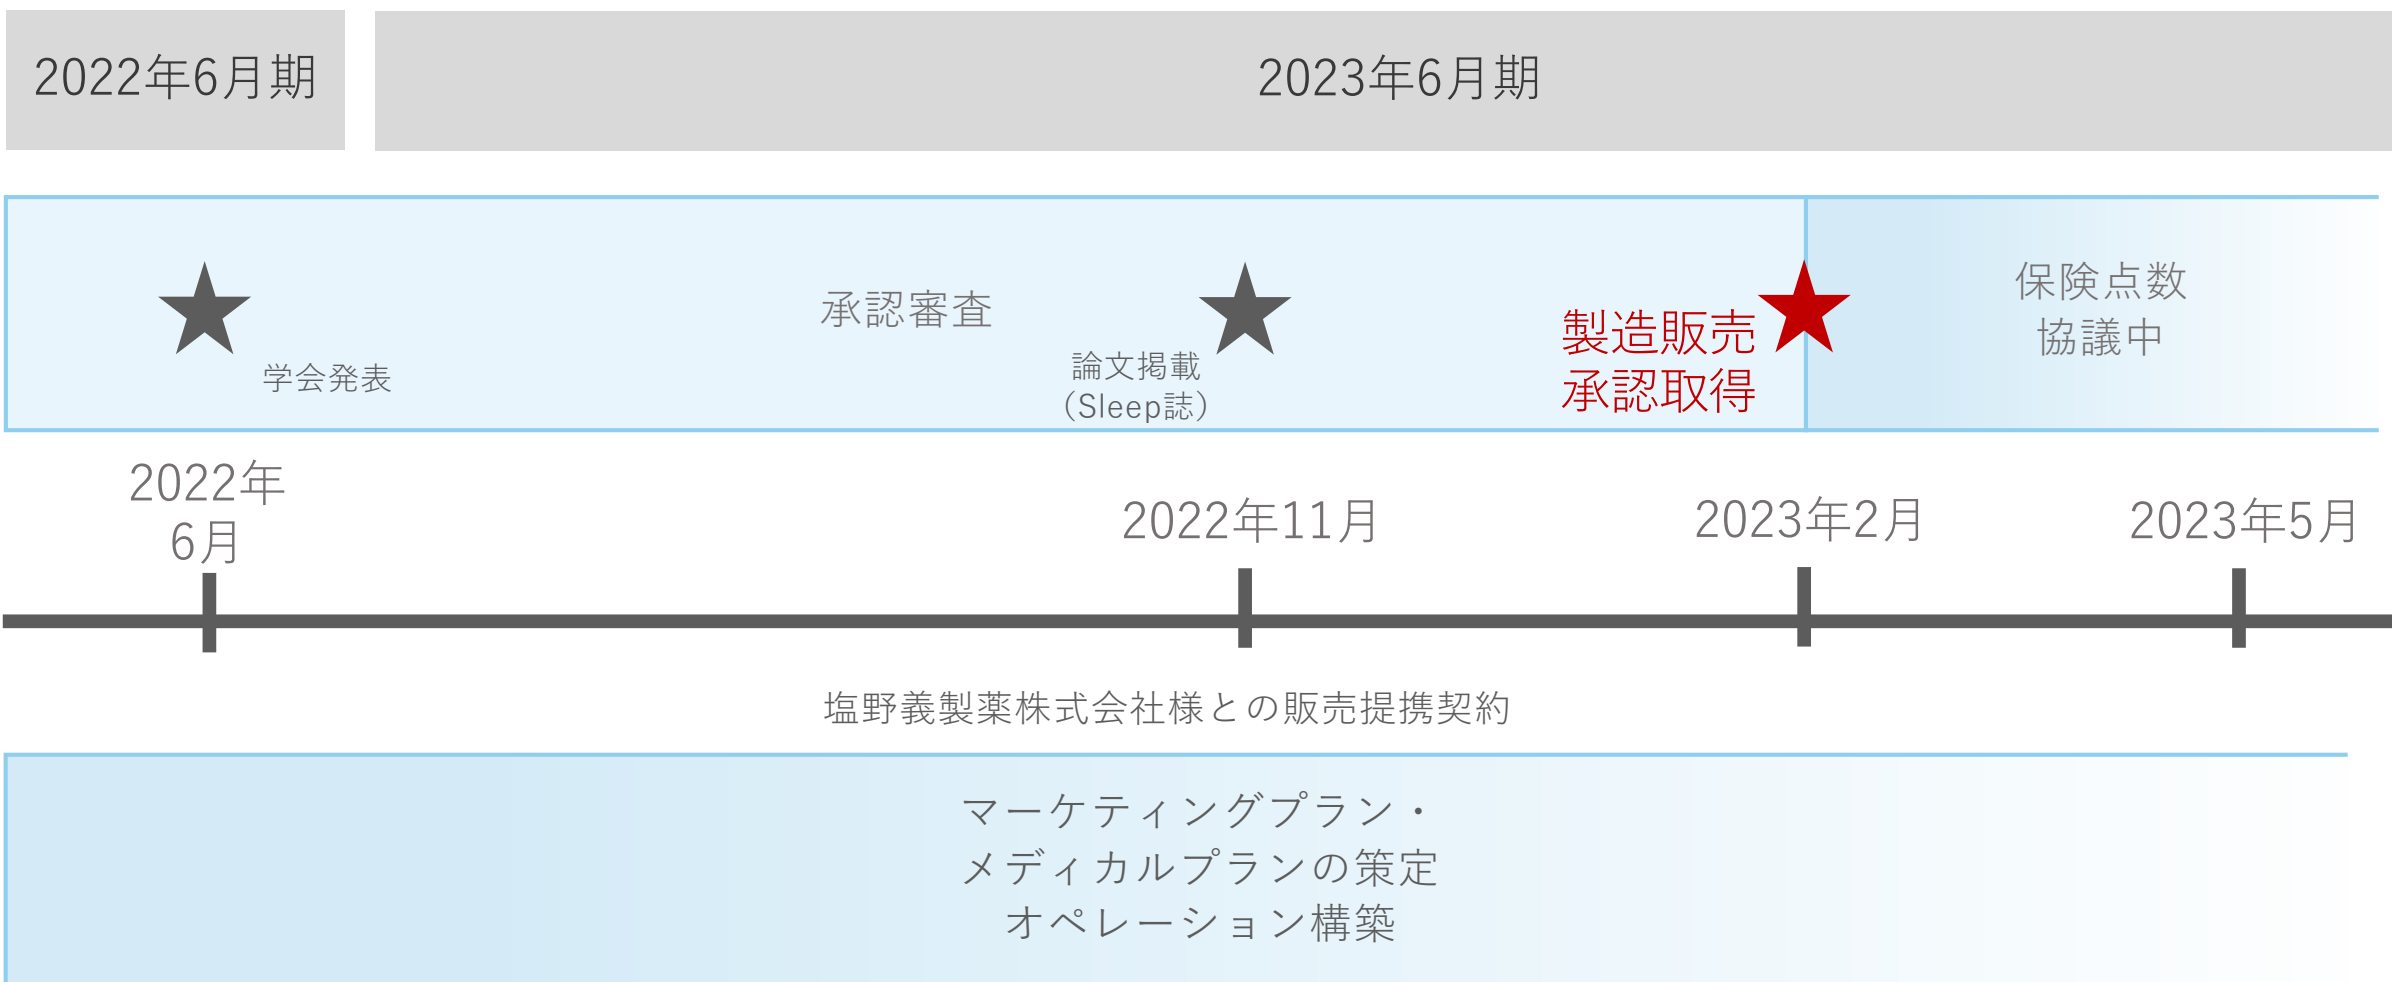 2022年6月期
2023年6月期
学会発表
承認審査
論文掲載
（Sleep誌）
製造販売
承認取得
保険点数
協議中
2022年
6月
2022年11月
2023年2月
2023年5月
塩野義製薬株式会社様との販売提携契約
マーケティングプラン・
メディカルプランの策定
オペレーション構築